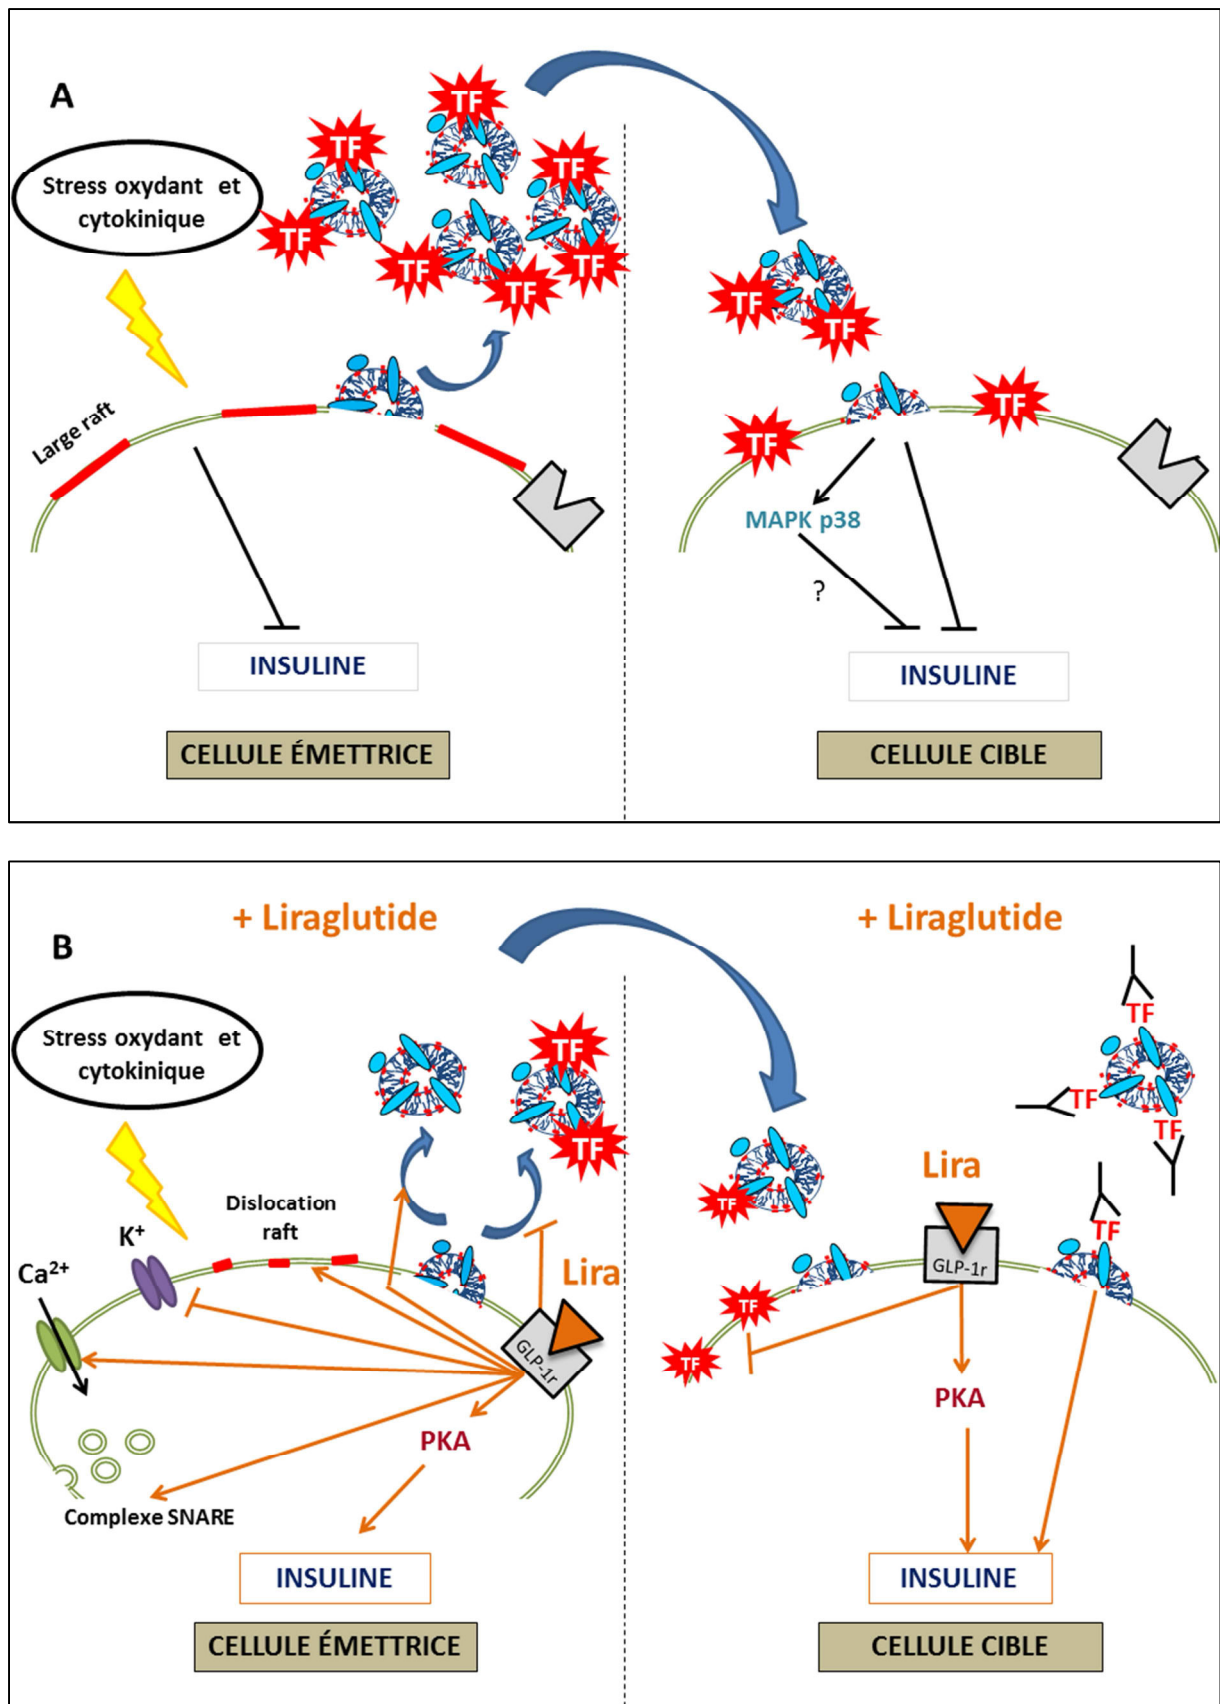 A
Stress oxydant et
cytokinique
TF
TF
TF
TF
TF
TF
TF
Large raft
INSULINE
CELLULE ÉMETTRICE
TF
TF
TF
TF
MAPK p38
?
INSULINE
CELLULE CIBLE
B
+ Liraglutide
Stress oxydant et
cytokinique
TF
TF
Dislocation
raft
K+
Ca2+
Lira
GLP-1r
PKA
Complexe SNARE
INSULINE
CELLULE ÉMETTRICE
+ Liraglutide
TF
TF
TF
TF
Lira
TF
GLP-1r
TF
TF
PKA
INSULINE
CELLULE CIBLE